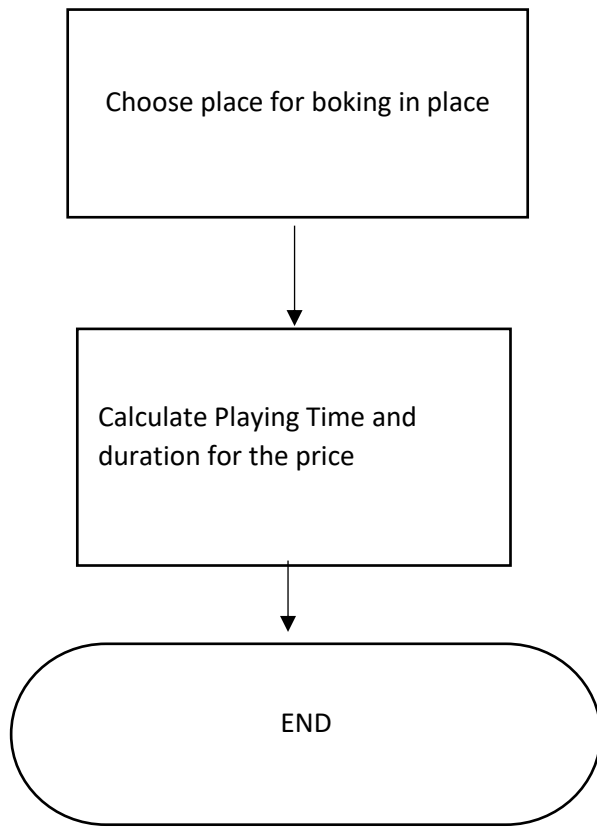 Choose place for boking in place
Calculate Playing Time and
duration for the price
END